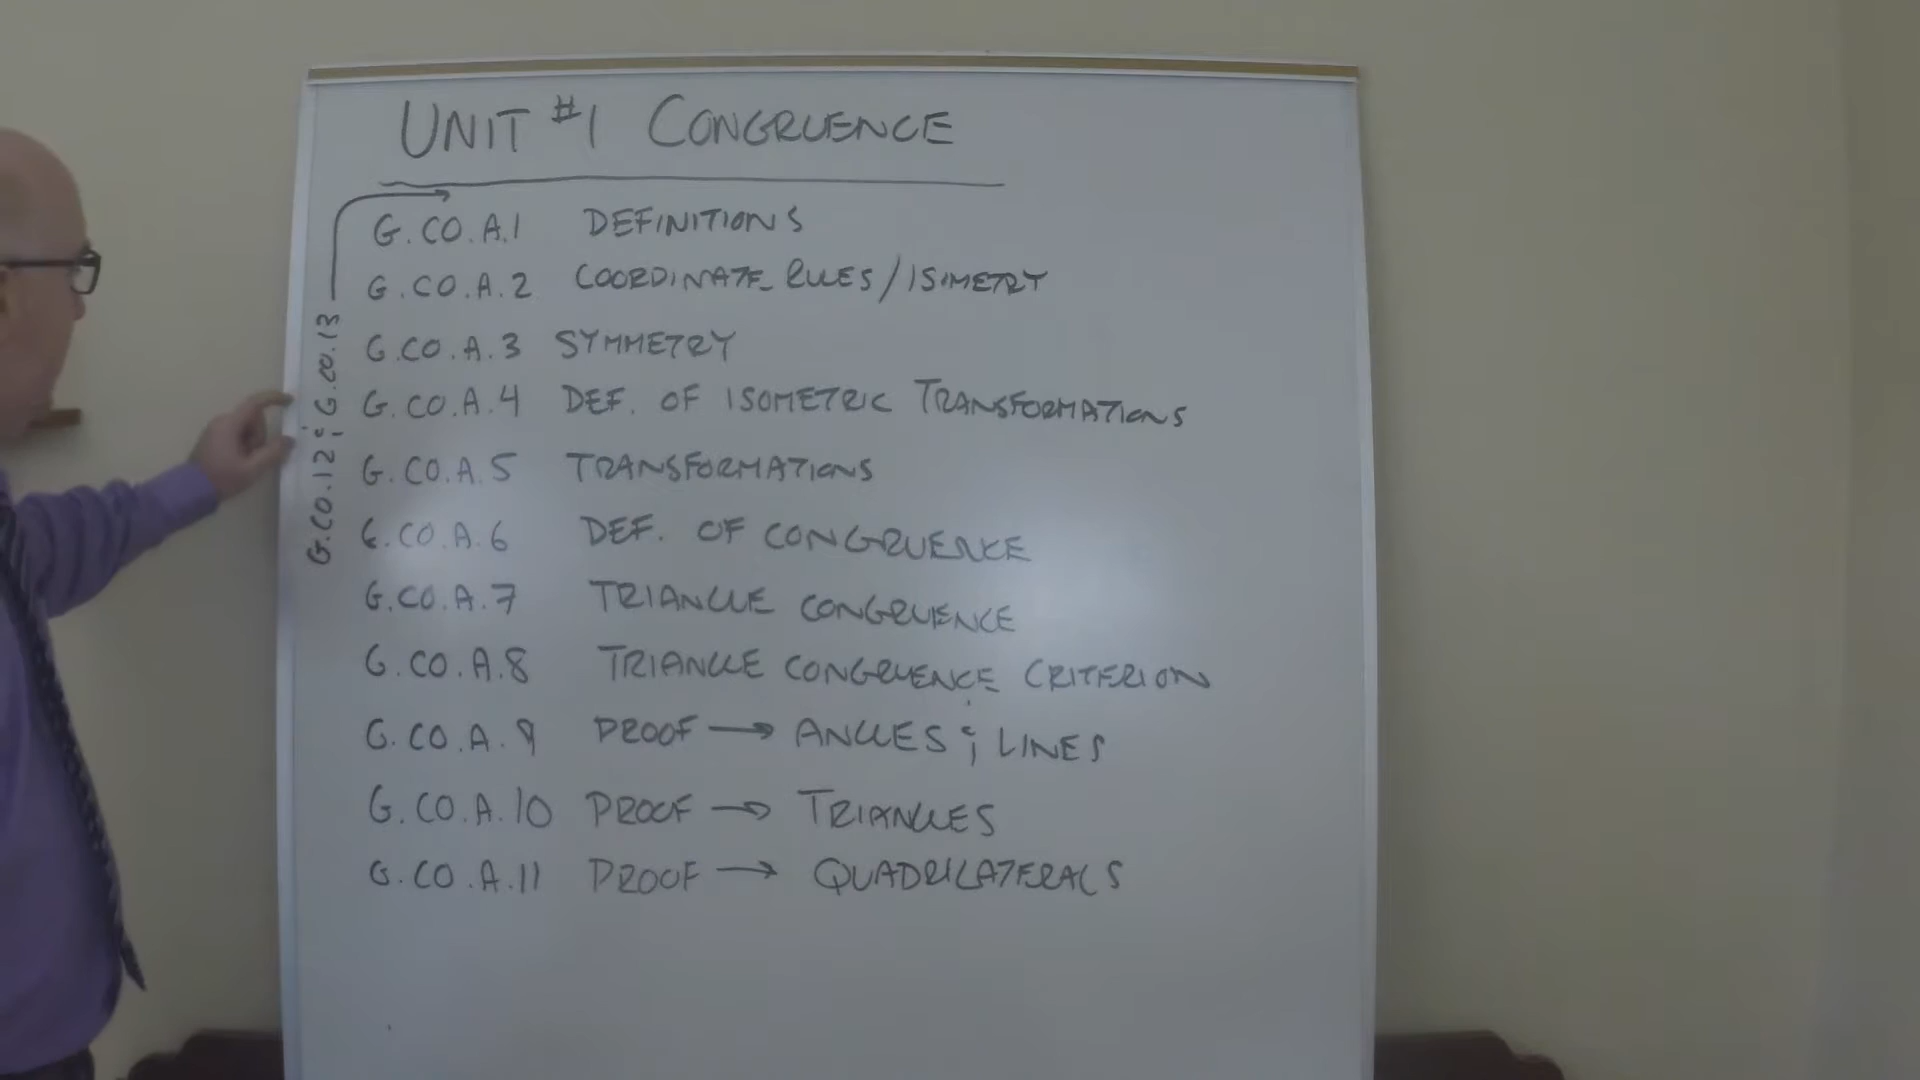 UNIT #1 CONGRUENCE
G.CO.A.1 DEFINITIONS
G.CO.A.2 COORDINATE RULES/ISIMETRY
G.CO.A.3 SYMMETRY
G.CO.A.4 DEF. OF ISOMETRIC TRANSFORMATIONS
G.CO.A.5 TRANSFORMATIONS
G.CO.A.6 DEF. OF CONGRUENCE
G.CO.A.7 TRIANGLE CONGRUENCE
G.CO.A.8 TRIANGLE CONGRUENCE CRITERION
G.CO.A.9 PROOF → ANGLES & LINES
G.CO.A.10 PROOF → TRIANGLES
G.CO.A.11 PROOF → QUADRILATERALS
G.CO.12 & G.CO.13